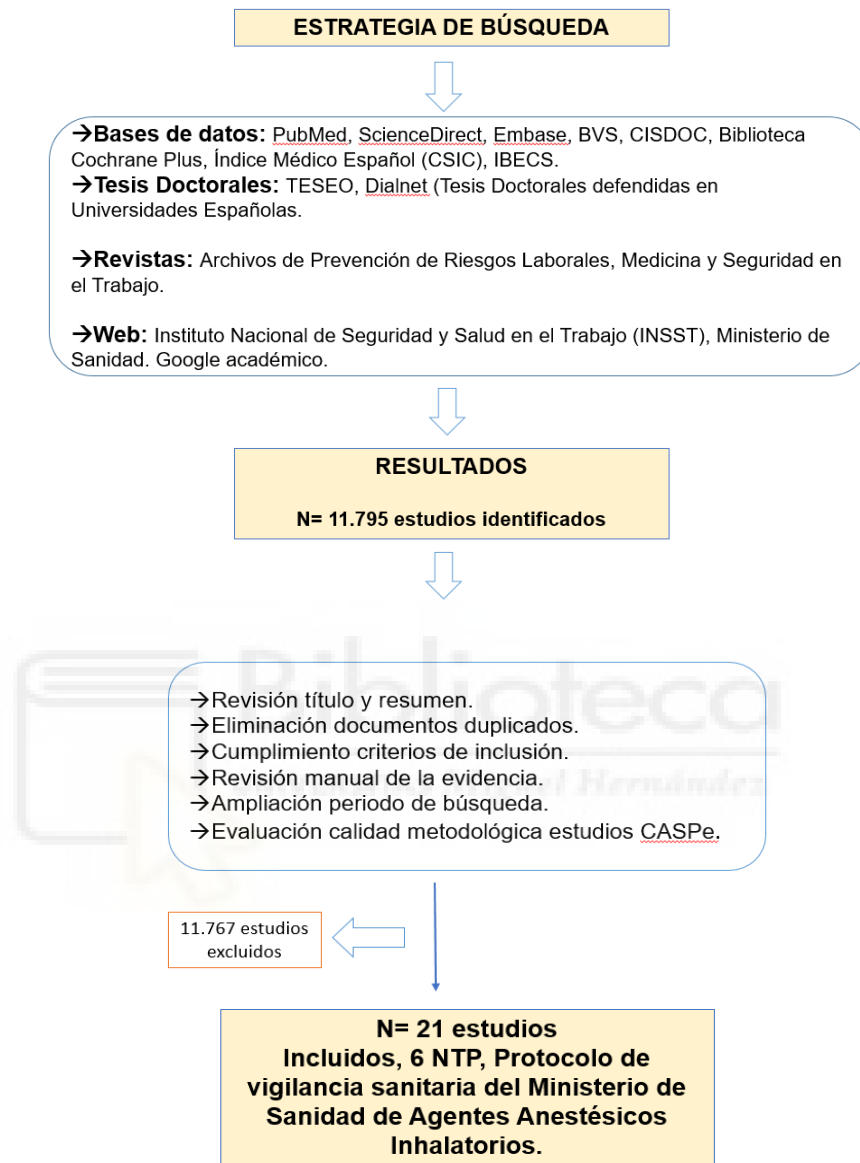 ESTRATEGIA DE BÚSQUEDA
→Bases de datos: PubMed, ScienceDirect, Embase, BVS, CISDOC, Biblioteca
Cochrane Plus, Índice Médico Español (CSIC), IBECS.
→Tesis Doctorales: TESEO, Dialnet (Tesis Doctorales defendidas en
Universidades Españolas.
→Revistas: Archivos de Prevención de Riesgos Laborales, Medicina y Seguridad en
el Trabajo.
→Web: Instituto Nacional de Seguridad y Salud en el Trabajo (INSST), Ministerio de
Sanidad. Google académico.
RESULTADOS
N= 11.795 estudios identificados
Biblioteca
→Revisión título y resumen.
→Eliminación documentos duplicados.
→Cumplimiento criterios de inclusión.
→Revisión manual de la evidencia.
→Ampliación periodo de búsqueda.
→Evaluación calidad metodológica estudios CASPe.
11.767 estudios
excluidos
N= 21 estudios
Incluidos, 6 NTP, Protocolo de
vigilancia sanitaria del Ministerio de
Sanidad de Agentes Anestésicos
Inhalatorios.